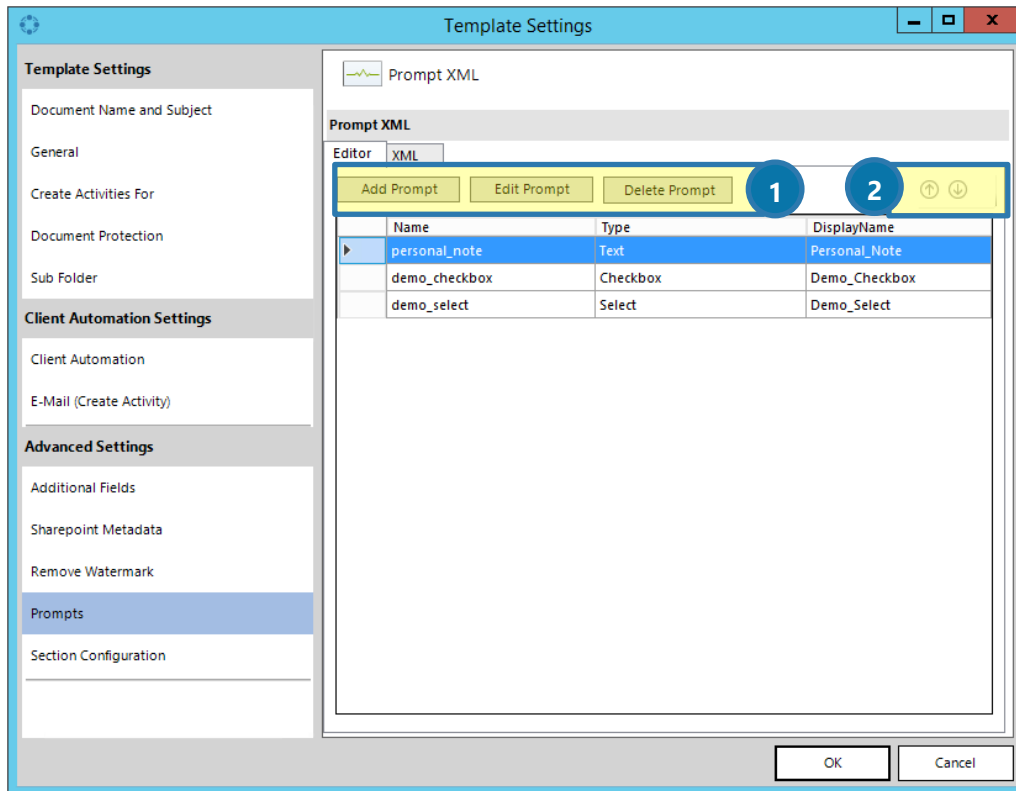 Template Settings
X
Template Settings
Document Name and Subject
General
Create Activities For
Document Protection
Sub Folder
Client Automation Settings
Client Automation
E-Mail (Create Activity)
Advanced Settings
Additional Fields
Sharepoint Metadata
Remove Watermark
Prompts
Section Configuration
Prompt XML
Prompt XML
Editor XML
Add Prompt Edit Prompt Delete Prompt 1 2
Name Type DisplayName
personal_note Text Personal_Note
demo_checkbox Checkbox Demo_Checkbox
demo_select Select Demo_Select
OK Cancel